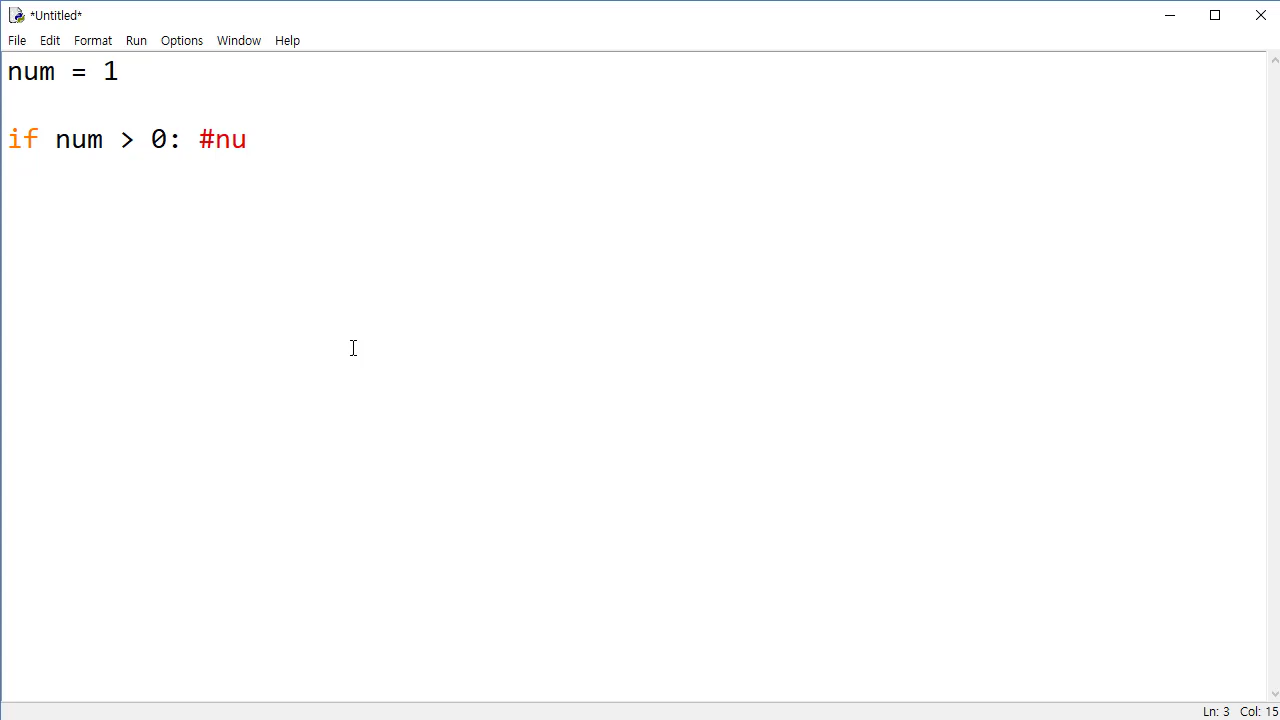 *Untitled*
File Edit Format Run Options Window Help
num = 1
if num > 0: #nu
Ln: 3 Col: 15